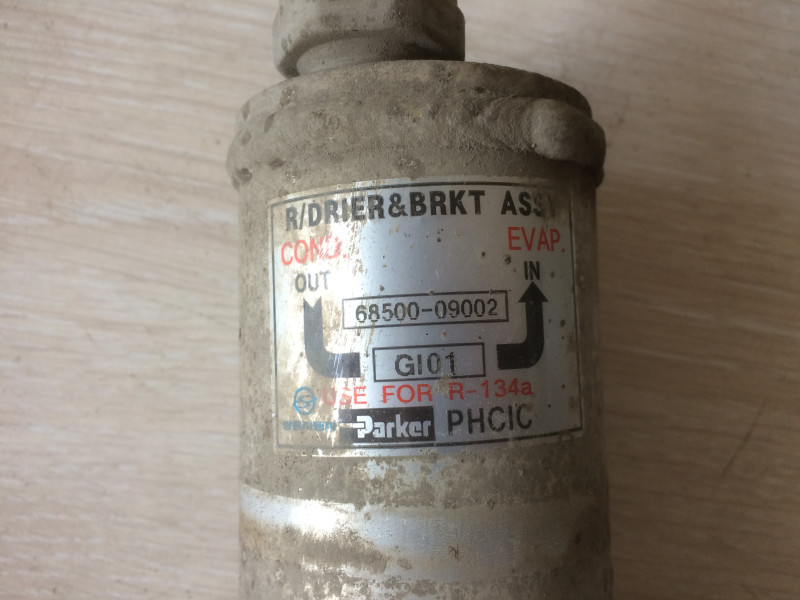 R/DRIER&BRKT ASSY
COND. EVAP.
OUT IN
68500-09002
GI01
USE FOR R-134a
Parker PHCIC